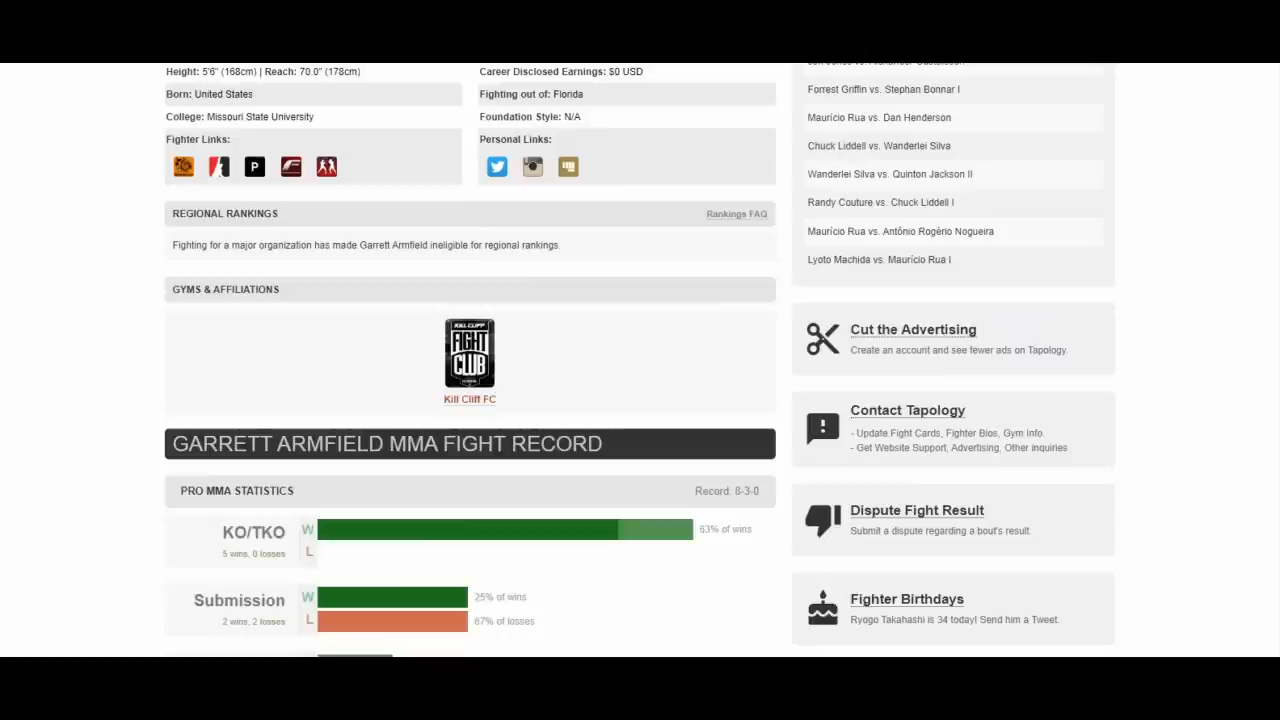 Height: 5'6" (168cm) | Reach: 70.0" (178cm)
Career Disclosed Earnings: $0 USD
Born: United States
Fighting out of: Florida
College: Missouri State University
Foundation Style: N/A
Fighter Links:
Personal Links:
P
REGIONAL RANKINGS
Rankings FAQ
Fighting for a major organization has made Garrett Armfield ineligible for regional rankings.
GYMS & AFFILIATIONS
KILL CLIFF
FIGHT
CLUB
Kill Cliff FC
GARRETT ARMFIELD MMA FIGHT RECORD
PRO MMA STATISTICS
Record: 8-3-0
KO/TKO
W
63% of wins
5 wins, 0 losses
L
Submission
W
25% of wins
2 wins, 2 losses
L
67% of losses
Forrest Griffin vs. Stephan Bonnar I
Maurício Rua vs. Dan Henderson
Chuck Liddell vs. Wanderlei Silva
Wanderlei Silva vs. Quinton Jackson II
Randy Couture vs. Chuck Liddell I
Maurício Rua vs. Antônio Rogério Nogueira
Lyoto Machida vs. Maurício Rua I
Cut the Advertising
Create an account and see fewer ads on Tapology.
Contact Tapology
- Update Fight Cards, Fighter Bios, Gym Info.
- Get Website Support, Advertising, Other inquiries
Dispute Fight Result
Submit a dispute regarding a bout's result.
Fighter Birthdays
Ryogo Takahashi is 34 today! Send him a Tweet.